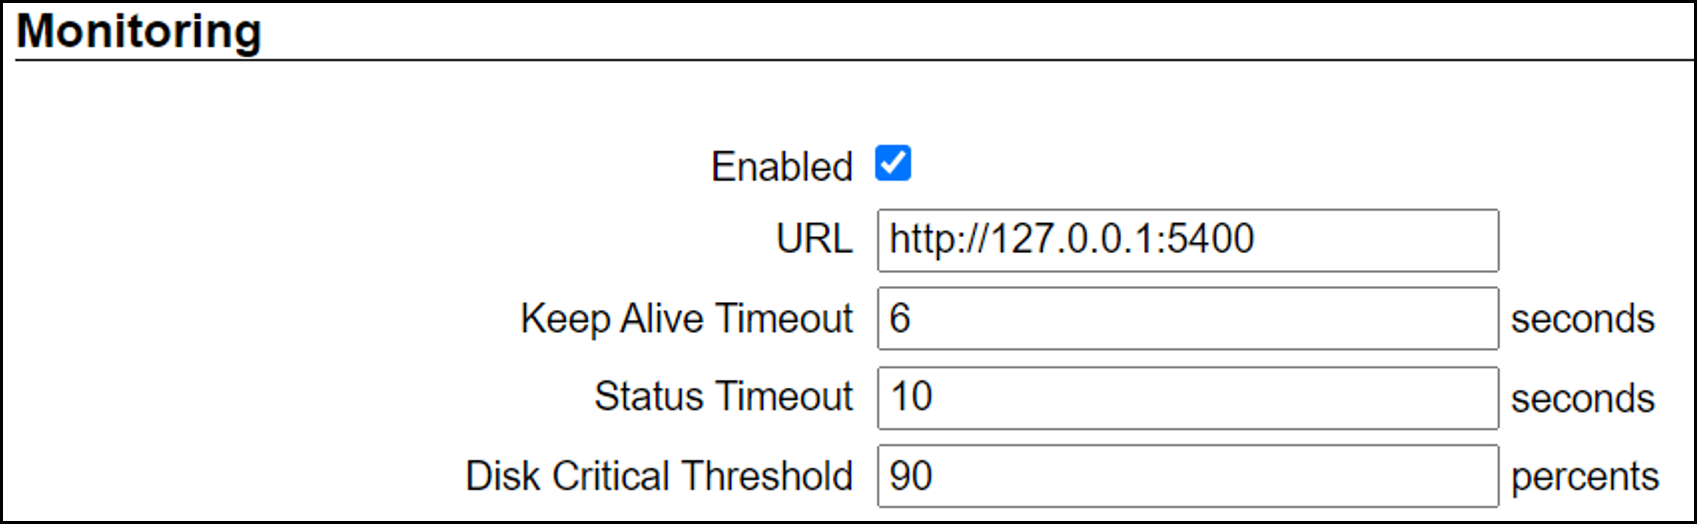 Monitoring
Enabled
URL http://127.0.0.1:5400
Keep Alive Timeout 6 seconds
Status Timeout 10 seconds
Disk Critical Threshold 90 percents